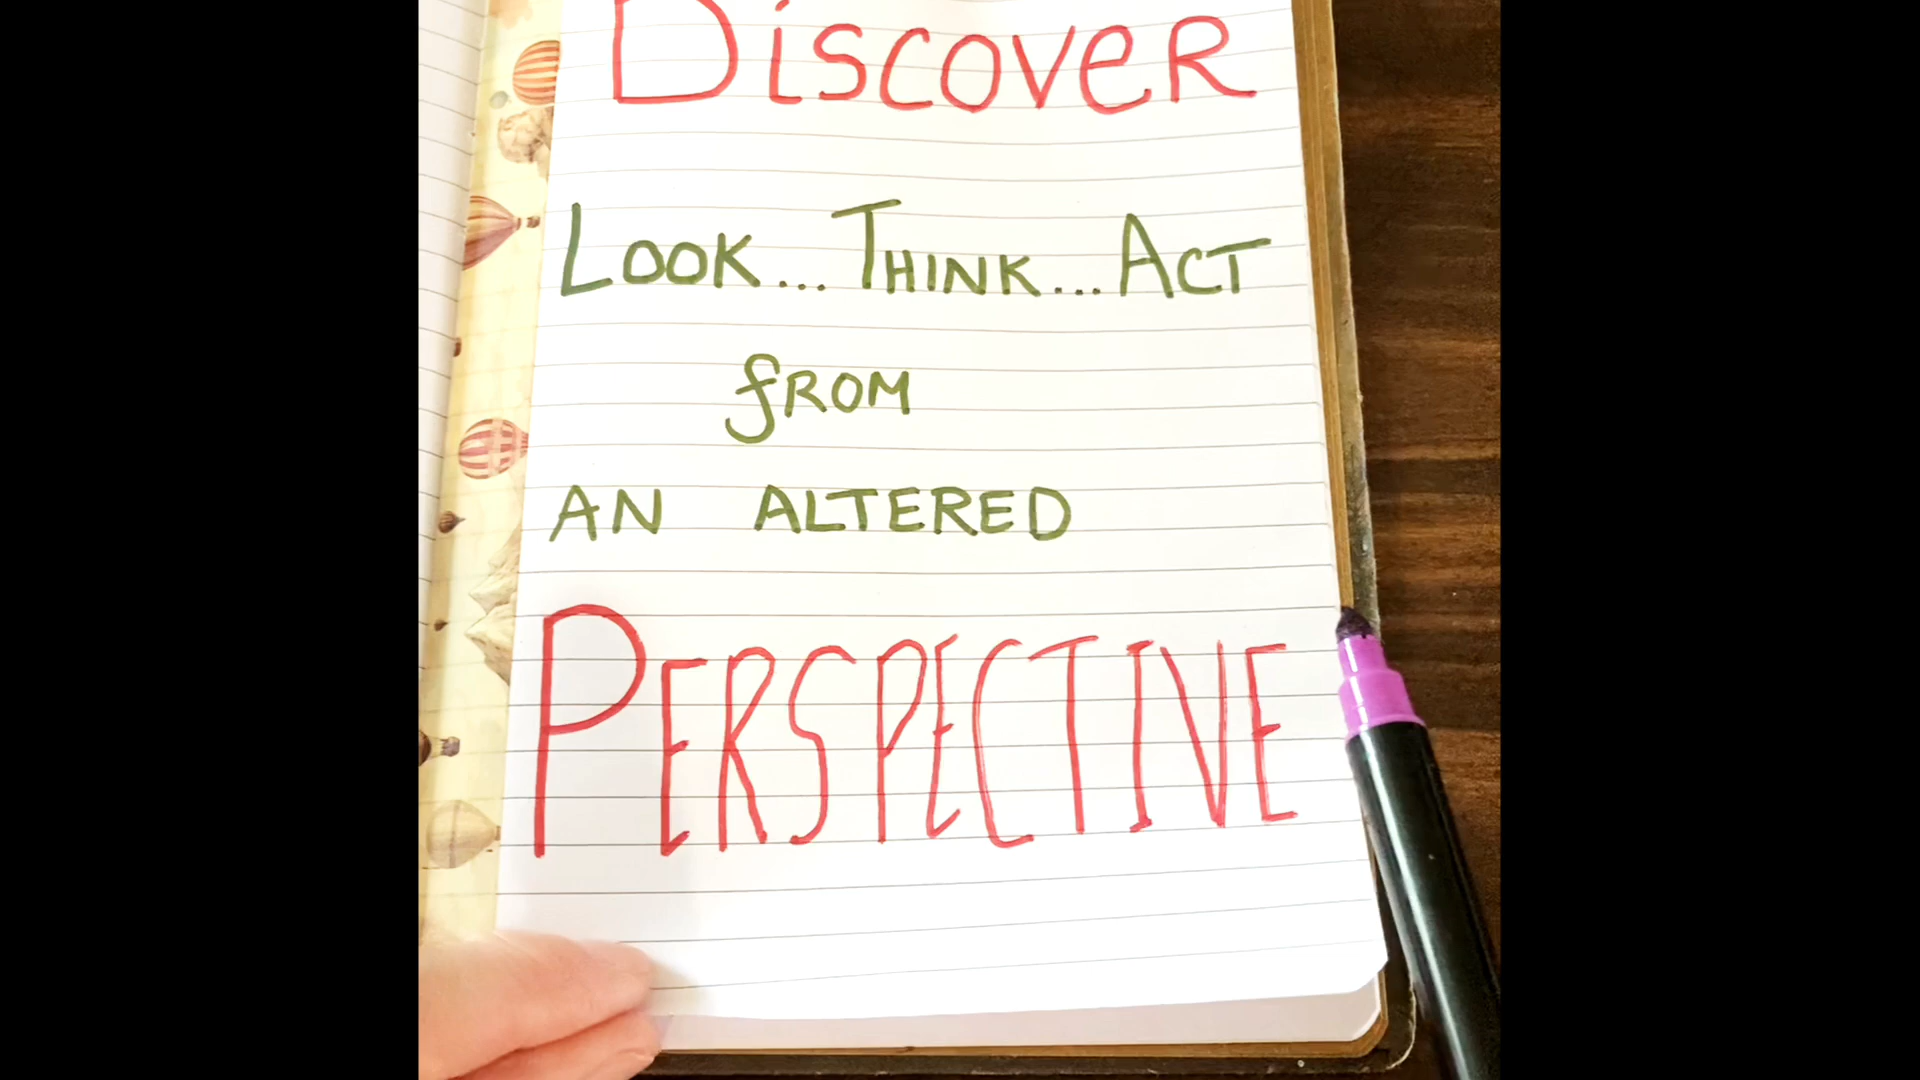 DiscoveR
LOOK...THINK...ACT
fROM
AN ALTERED
PERSPECTIVE